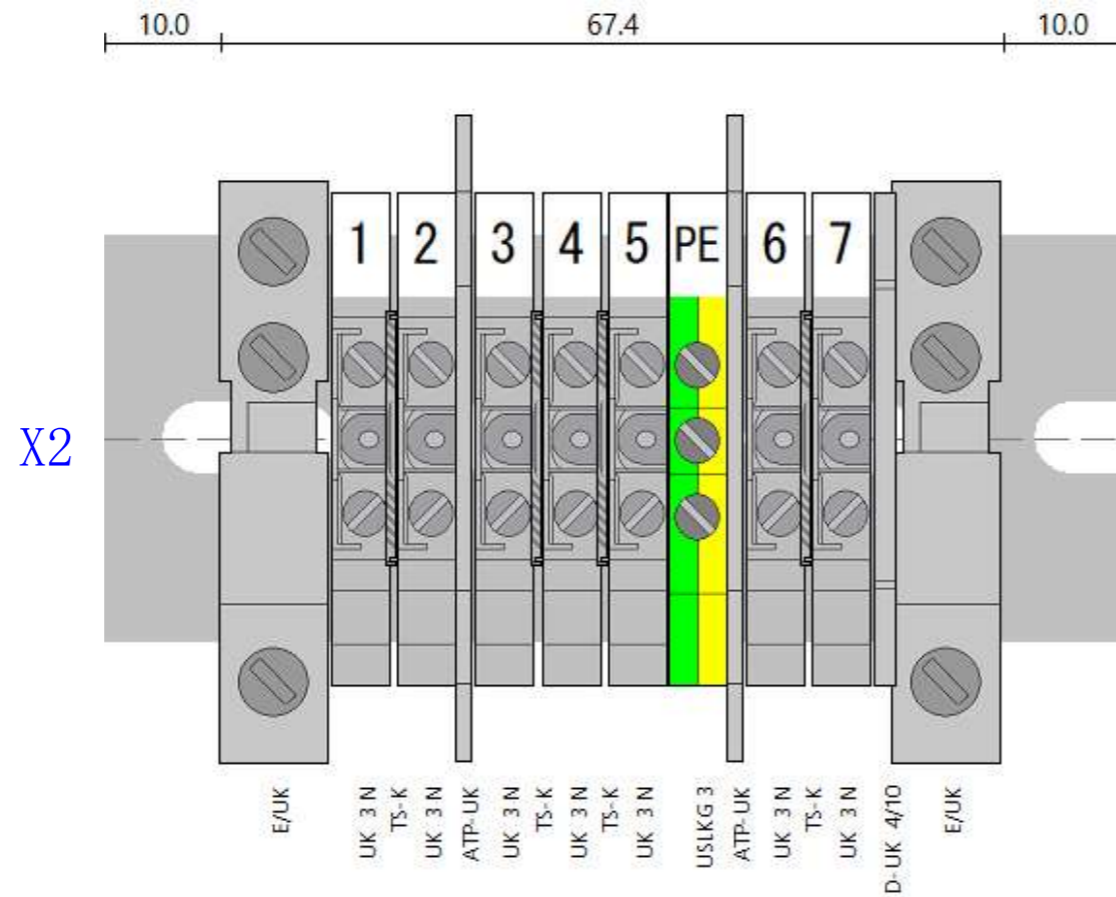 10.0 67.4 10.0
1 2 3 4 5 PE 6 7
X2
E/UK
UK 3 N
TS-K
UK 3 N
ATP-UK
UK 3 N
TS-K
UK 3 N
TS-K
UK 3 N
USLKG 3
ATP-UK
UK 3 N
TS-K
UK 3 N
D-UK 4/10
E/UK